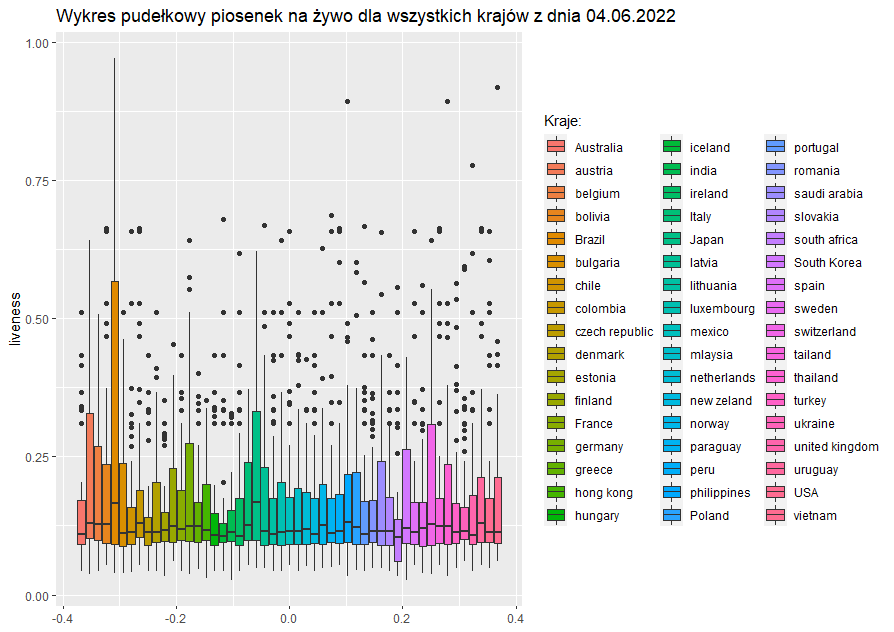 Wykres pudełkowy piosenek na żywo dla wszystkich krajów z dnia 04.06.2022
1.00
0.75
0.50
0.25
0.00
liveness
-0.4
-0.2
0.0
0.2
0.4
Kraje:
Australia
austria
belgium
bolivia
Brazil
bulgaria
chile
colombia
czech republic
denmark
estonia
finland
France
germany
greece
hong kong
hungary
iceland
india
ireland
Italy
Japan
latvia
lithuania
luxembourg
mexico
mlaysia
netherlands
new zeland
norway
paraguay
peru
philippines
Poland
portugal
romania
saudi arabia
slovakia
south africa
South Korea
spain
sweden
switzerland
tailand
thailand
turkey
ukraine
united kingdom
uruguay
USA
vietnam